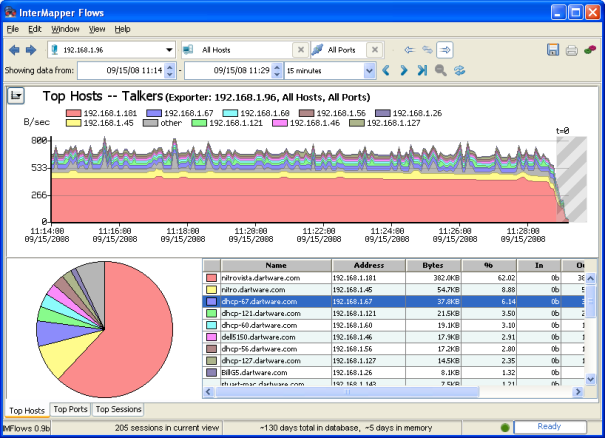 InterMapper Flows
File Edit Window View Help
192.168.1.96 All Hosts All Ports
Showing data from: 09/15/08 11:14 - 09/15/08 11:29 15 minutes
Top Hosts -- Talkers (Exporter: 192.168.1.96, All Hosts, All Ports)
192.168.1.181 192.168.1.67 192.168.1.68 192.168.1.56 192.168.1.26
192.168.1.45 other 192.168.1.121 192.168.1.46 192.168.1.127
B/sec
t=0
800
533
266
0
11:14:00 11:16:00 11:18:00 11:20:00 11:22:00 11:24:00 11:26:00 11:28:00
09/15/2008 09/15/2008 09/15/2008 09/15/2008 09/15/2008 09/15/2008 09/15/2008 09/15/2008
Name Address Bytes % In Ou
nitrovista.dartware.com 192.168.1.181 382.0KB 62.02 0b 38
nitro.dartware.com 192.168.1.45 54.7KB 8.88 0b 5
dhcp-67.dartware.com 192.168.1.67 37.8KB 6.14 0b 3
dhcp-121.dartware.com 192.168.1.121 21.5KB 3.50 0b 2
dhcp-60.dartware.com 192.168.1.60 19.1KB 3.10 0b 1
dell5150.dartware.com 192.168.1.46 17.9KB 2.91 0b 1
dhcp-56.dartware.com 192.168.1.56 17.2KB 2.80 0b 1
dhcp-127.dartware.com 192.168.1.127 14.5KB 2.35 0b 1
BillG5.dartware.com 192.168.1.26 8.1KB 1.32 0b
stuart-mac.dartware.com 192.168.1.143 7.5KB 1.21 0b
Top Hosts Top Ports Top Sessions
IMFlows 0.9b 205 sessions in current view ~130 days total in database, ~5 days in memory Ready